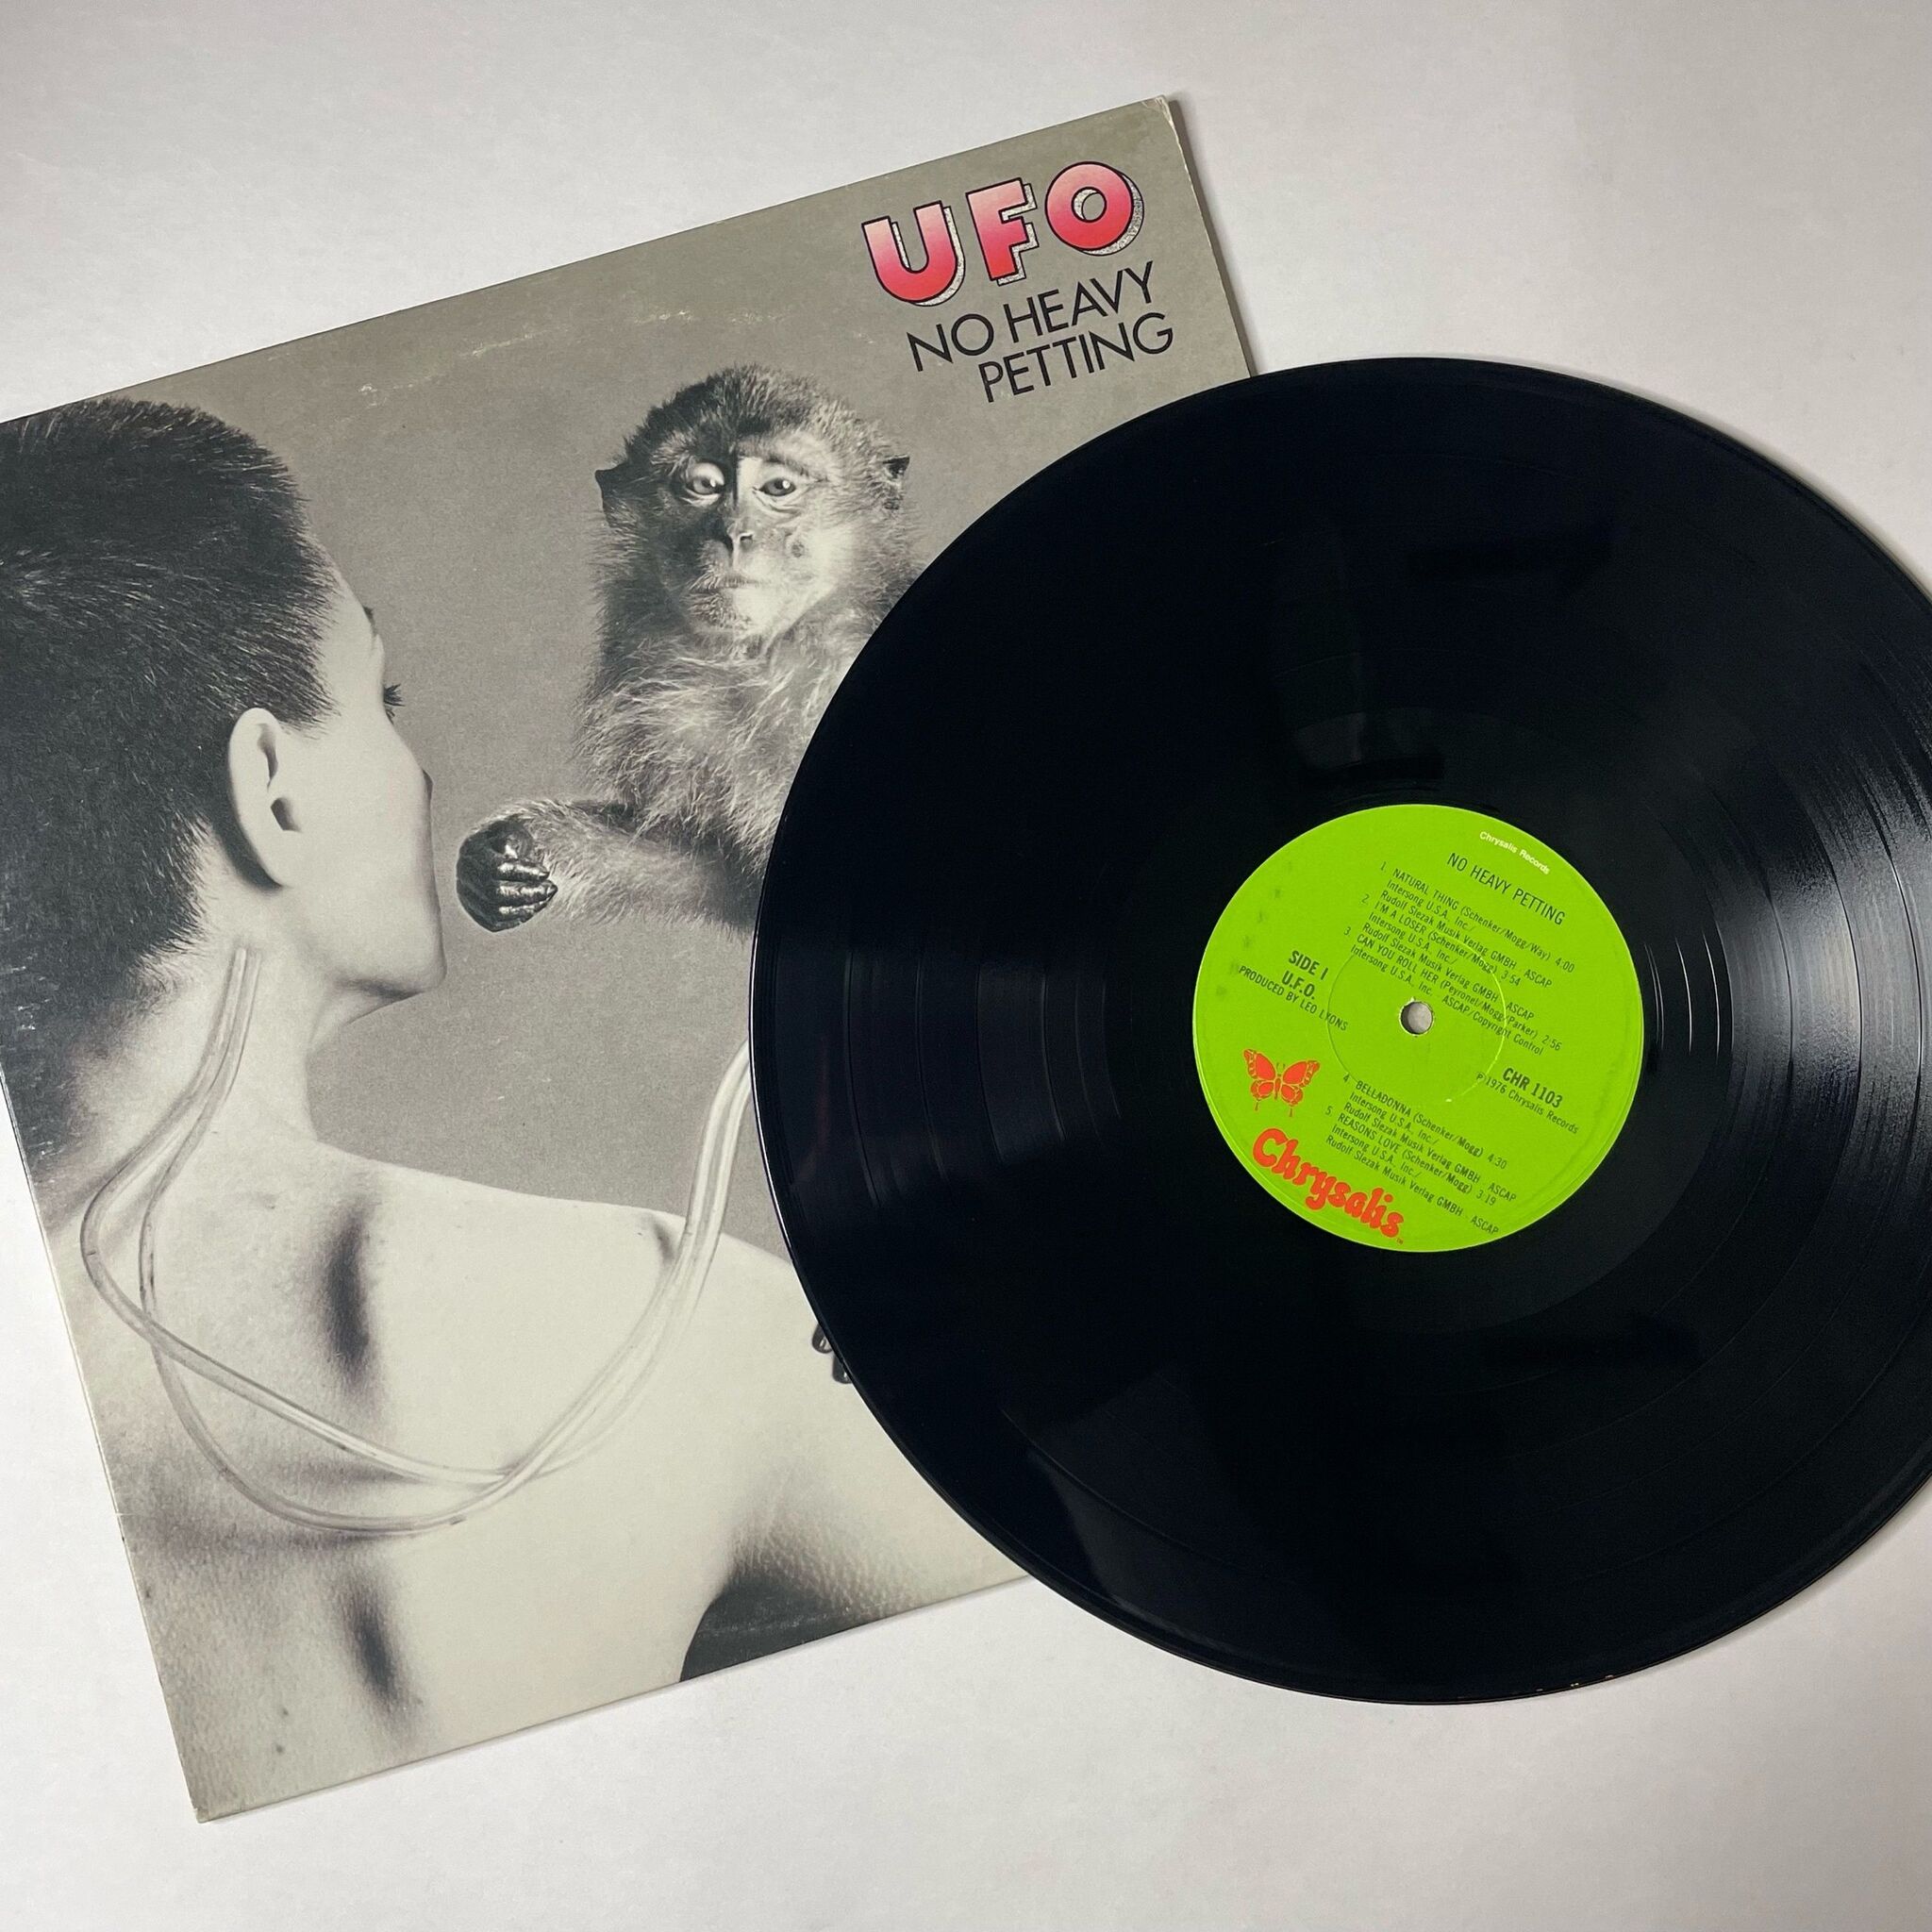 UFO
NO HEAVY
PETTING
Chrysalis Records
NO HEAVY PETTING
1 NATURAL THING (Schenker/Mogg/Way) 4:00
Intersong U.S.A. Inc./
Rudolf Slezak Musik Verlag GMBH ASCAP
2. I'M A LOSER (Schenker/Mogg) 3:54
Intersong U.S.A. Inc./
Rudolf Slezak Musik Verlag GMBH ASCAP
3 CAN YOU ROLL HER (Peyronel/Mogg/Parker) 2:56
Intersong U.S.A. Inc. ASCAP/Copyright Control
SIDE I
U.F.O.
PRODUCED BY LEO LYONS
CHR 1103
℗1976 Chrysalis Records
4 BELLADONNA (Schenker/Mogg) 4:30
Intersong U.S.A. Inc./
Rudolf Slezak Musik Verlag GMBH ASCAP
5. REASONS LOVE (Schenker/Mogg) 3:19
Intersong U.S.A. Inc./
Rudolf Slezak Musik Verlag GMBH ASCAP
Chrysalis™